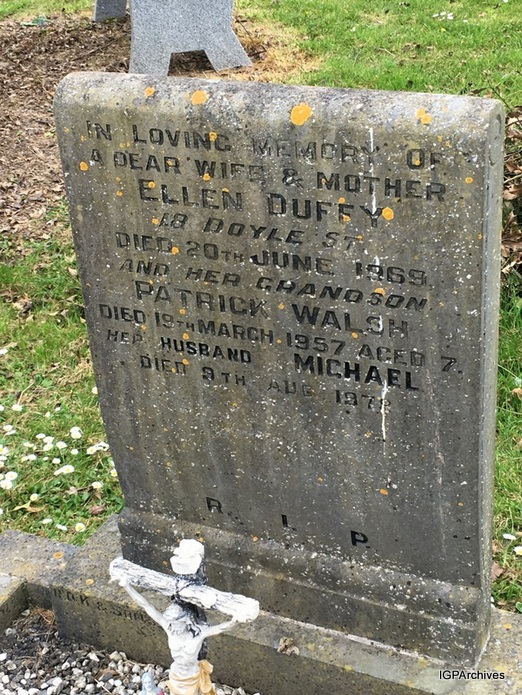 IN LOVING MEMORY OF
A DEAR WIFE & MOTHER
ELLEN DUFFY
18 DOYLE ST
DIED 20TH JUNE 1969
AND HER GRANDSON
PATRICK WALSH
DIED 19TH MARCH 1957 AGED 7.
HER HUSBAND MICHAEL
DIED 9TH AUG
R. I. P.
IGPArchives